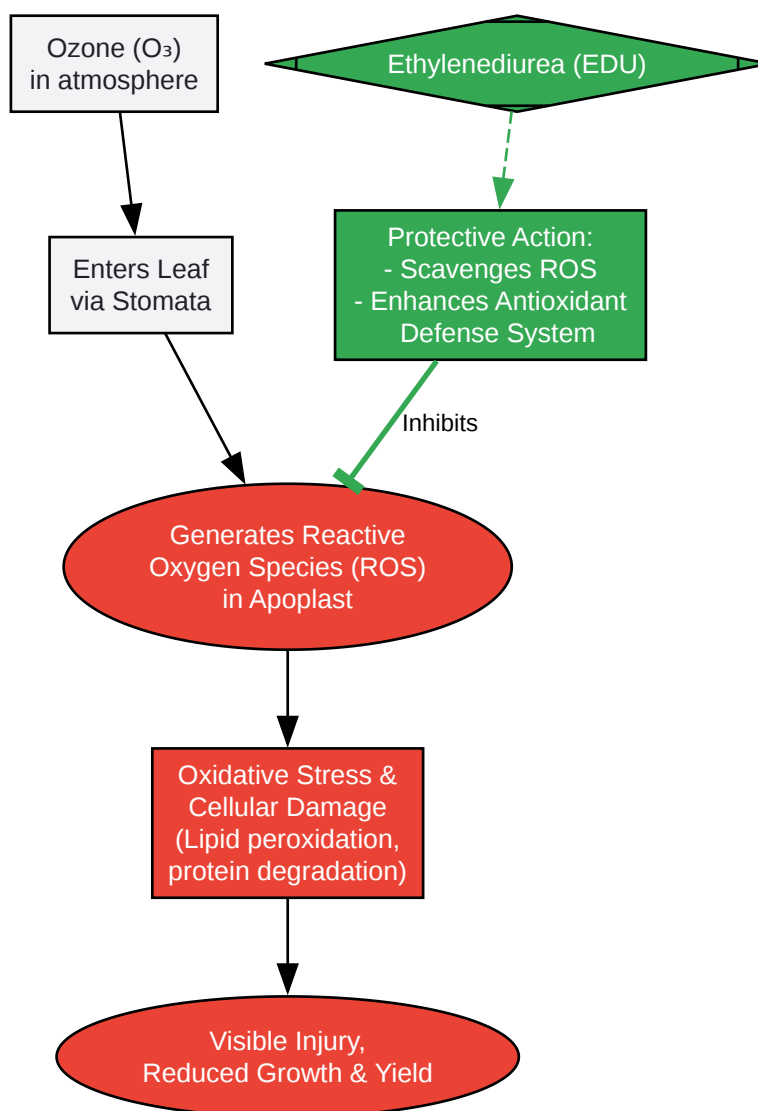 Ozone (O₃)
in atmosphere
Ethylenediurea (EDU)
Enters Leaf
via Stomata
Protective Action:
- Scavenges ROS
- Enhances Antioxidant
Defense System
Inhibits
Generates Reactive
Oxygen Species (ROS)
in Apoplast
Oxidative Stress &
Cellular Damage
(Lipid peroxidation,
protein degradation)
Visible Injury,
Reduced Growth & Yield